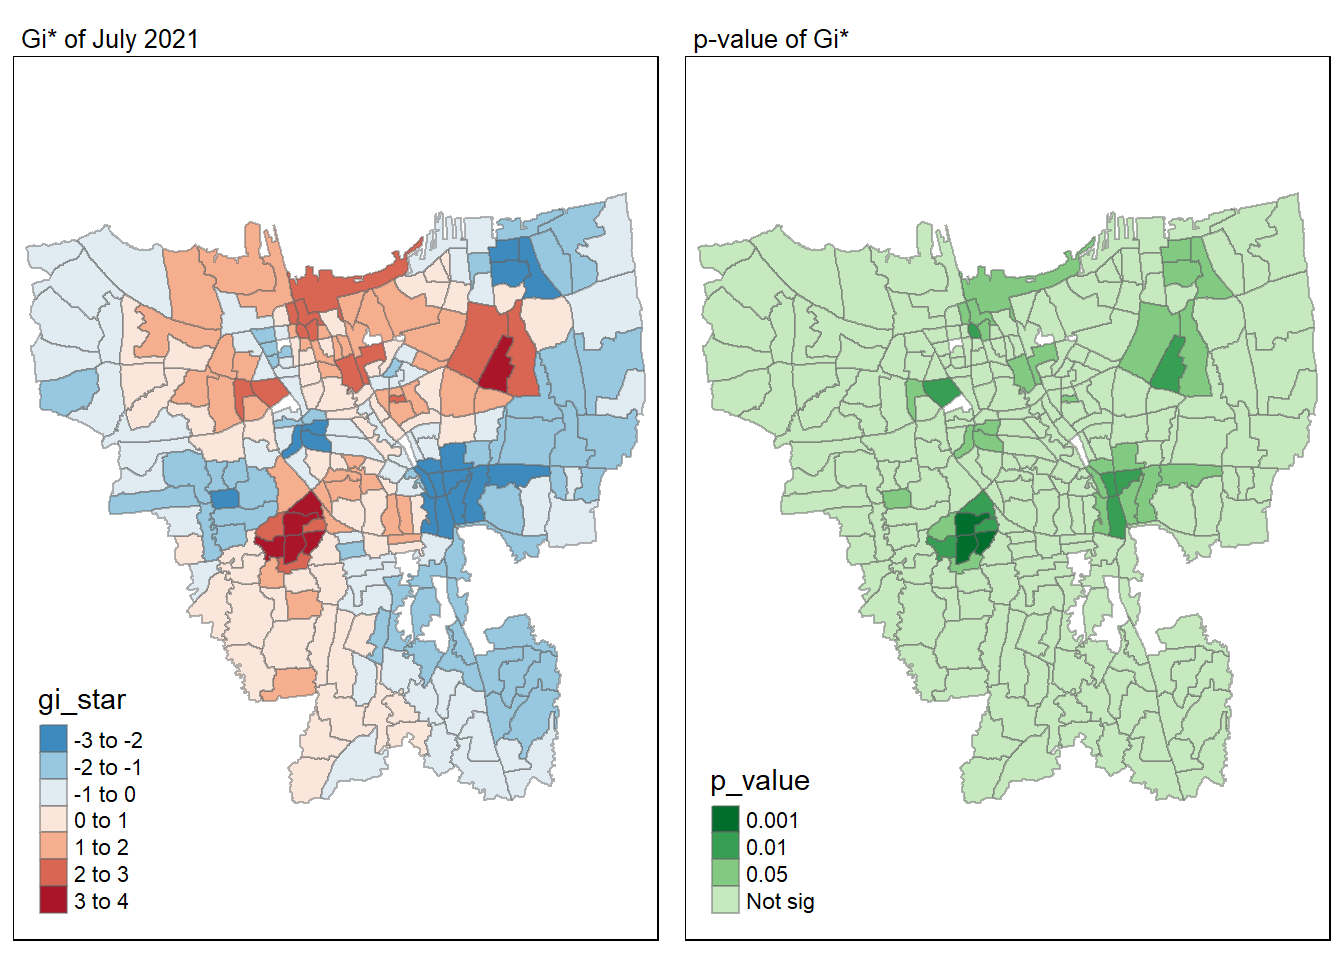 Gi* of July 2021
gi_star
-3 to -2
-2 to -1
-1 to 0
0 to 1
1 to 2
2 to 3
3 to 4
p-value of Gi*
p_value
0.001
0.01
0.05
Not sig